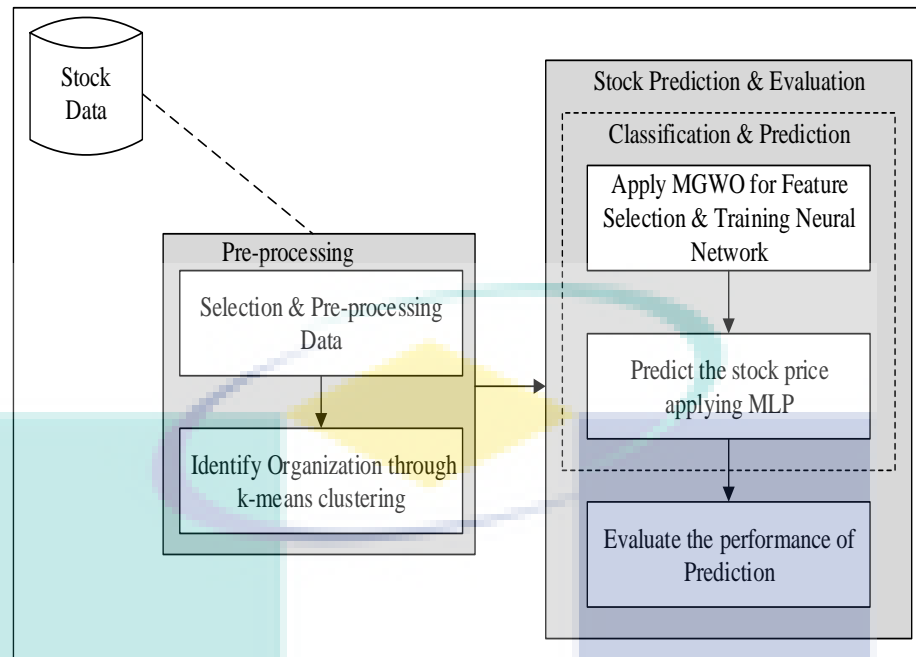 Stock
Data
Pre-processing
Selection & Pre-processing
Data
Identify Organization through
k-means clustering
Stock Prediction & Evaluation
Classification & Prediction
Apply MGWO for Feature
Selection & Training Neural
Network
Predict the stock price
applying MLP
Evaluate the performance of
Prediction